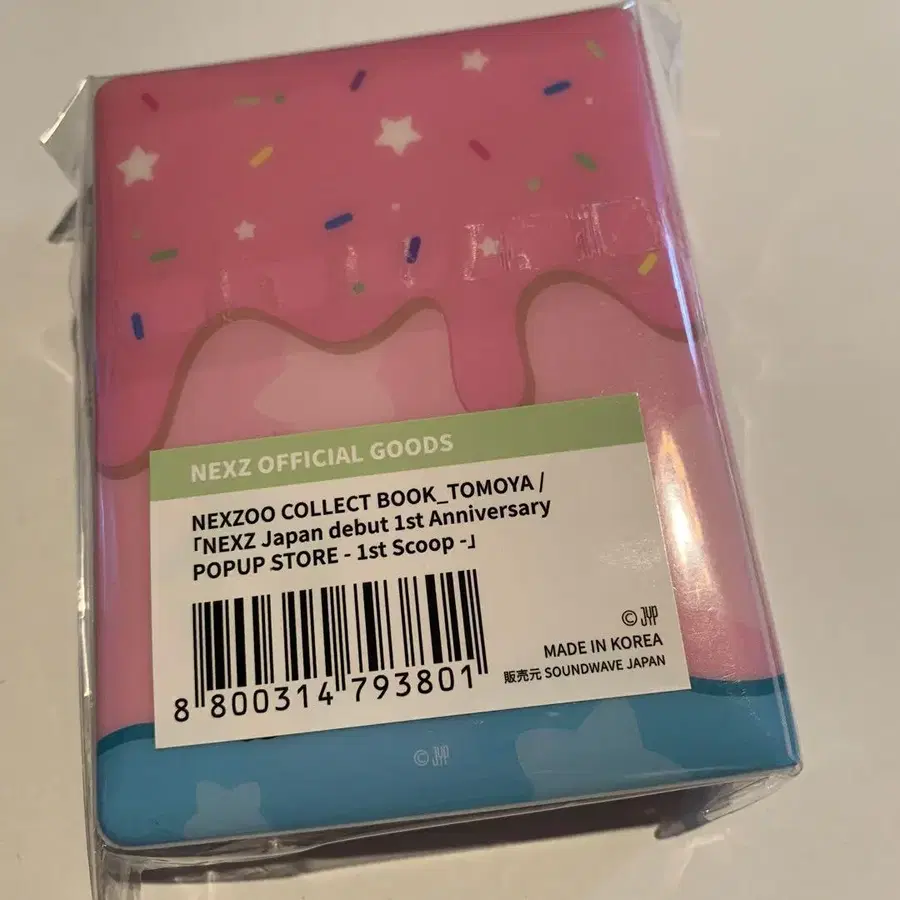 NEXZ OFFICIAL GOODS
NEXZOO COLLECT BOOK_TOMOYA /
「NEXZ Japan debut 1st Anniversary
POPUP STORE - 1st Scoop -」
8 800314 793801
© JYP
MADE IN KOREA
販売元 SOUNDWAVE JAPAN
© JYP